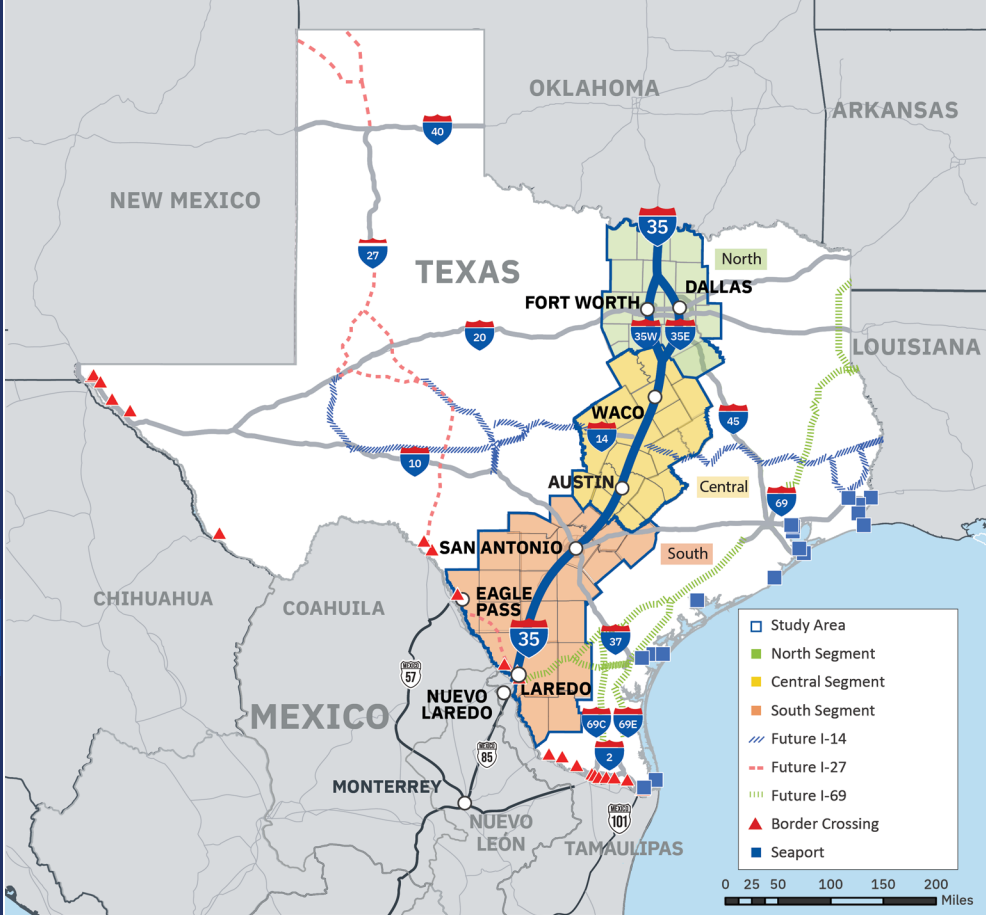 OKLAHOMA
ARKANSAS
40
NEW MEXICO
35
27
North
TEXAS
DALLAS
FORT WORTH
20
35W
35E
LOUISIANA
WACO
45
14
10
AUSTIN
Central
69
SAN ANTONIO
South
CHIHUAHUA
COAHUILA
EAGLE
PASS
35
37
MEXICO
57
LAREDO
NUEVO
LAREDO
MEXICO
69C
69E
MEXICO
85
2
MONTERREY
MEXICO
101
NUEVO
LEÓN
TAMAULIPAS
Study Area
North Segment
Central Segment
South Segment
Future I-14
Future I-27
Future I-69
Border Crossing
Seaport
0 25 50 100 150 200
Miles